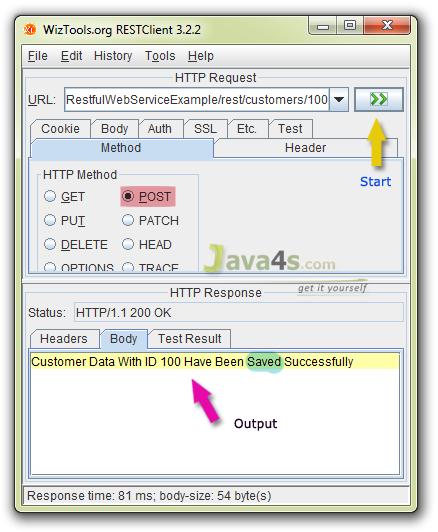 WizTools.org RESTClient 3.2.2
File Edit History Tools Help
HTTP Request
URL: RestfulWebServiceExample/rest/customers/100
Cookie Body Auth SSL Etc. Test
Method Header
HTTP Method
Start
GET POST
PUT PATCH
DELETE HEAD
OPTIONS TRACE
Java4s.com
get it yourself
HTTP Response
Status: HTTP/1.1 200 OK
Headers Body Test Result
Customer Data With ID 100 Have Been Saved Successfully
Output
Response time: 81 ms; body-size: 54 byte(s)